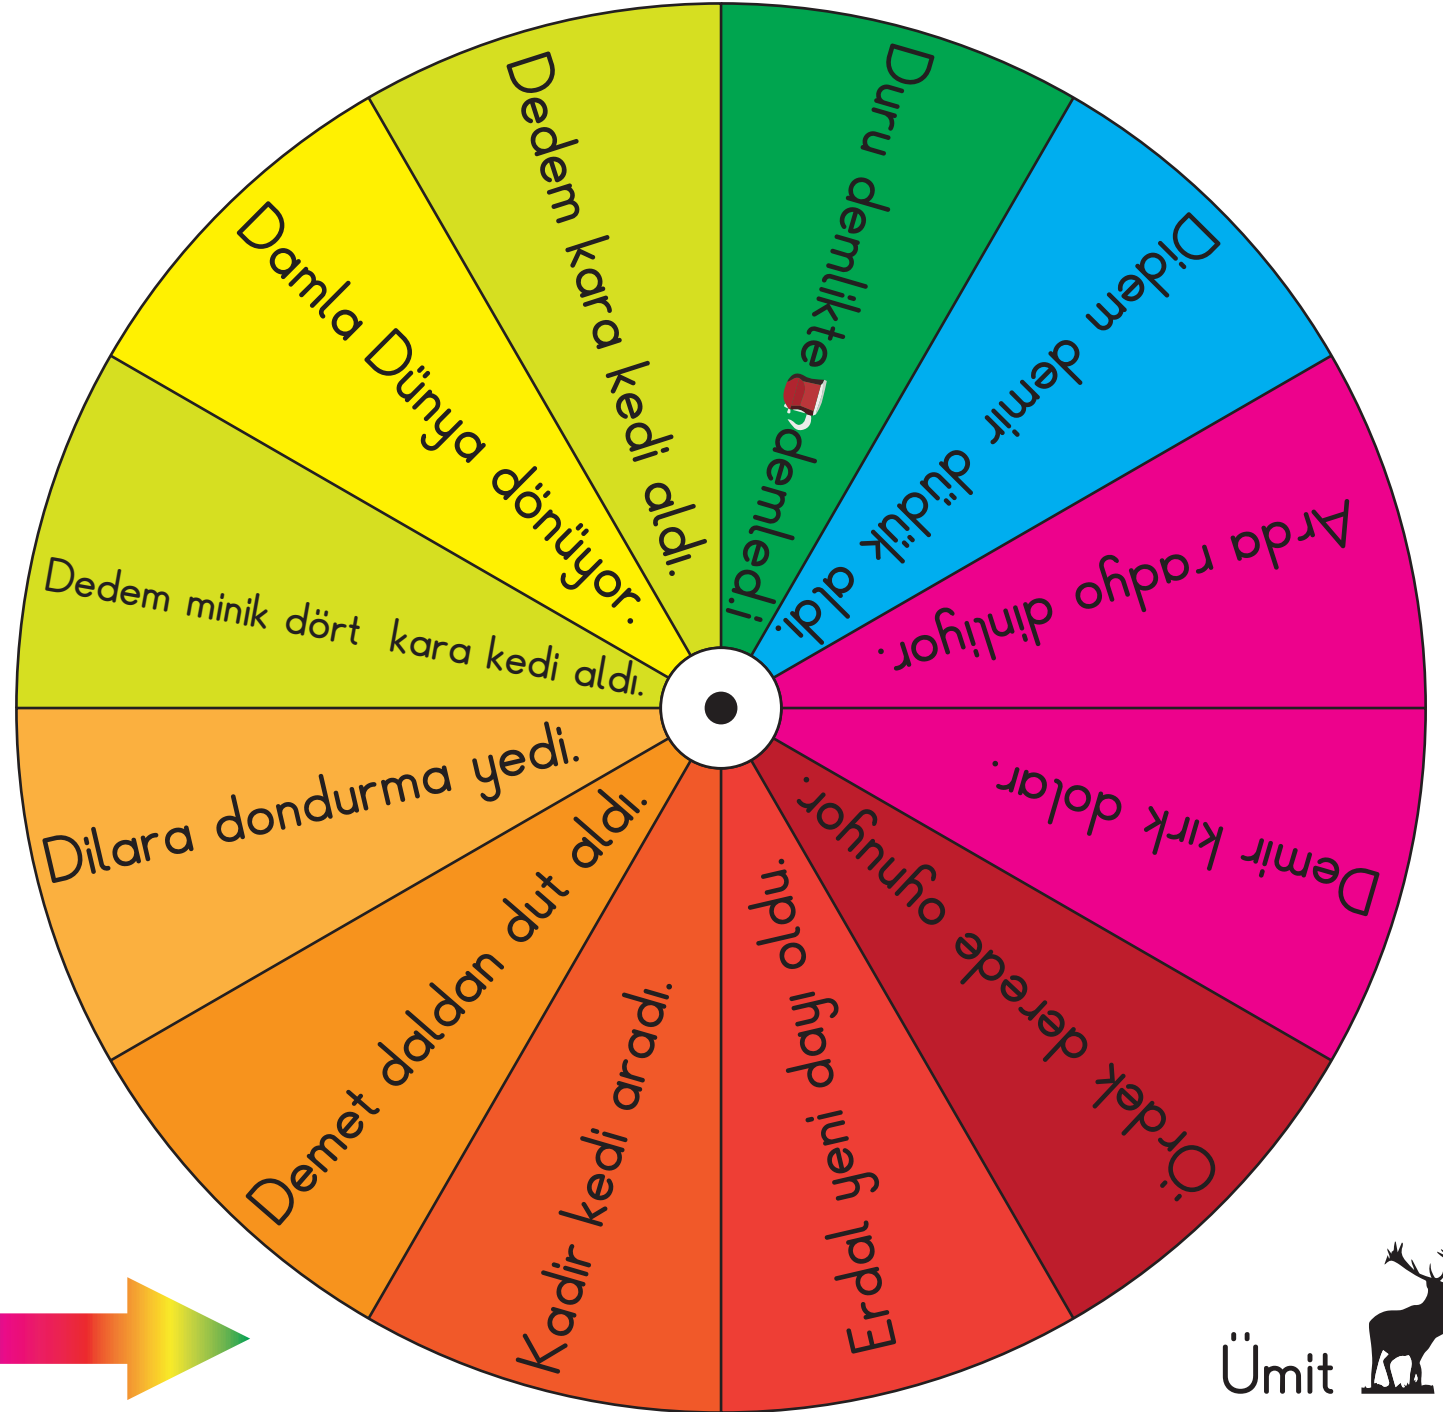 Duru demlikte demledi
Didem demir düdük aldı.
Arda radyo dinliyor.
Demir kırk dolar.
Ördek derede oynuyor.
Erdal yeni dayı oldu.
Kadir kedi aradı.
Demet daldan dut aldı.
Dilara dondurma yedi.
Dedem minik dört kara kedi aldı.
Damla Dünya dönüyor.
Dedem kara kedi aldı.
Ümit